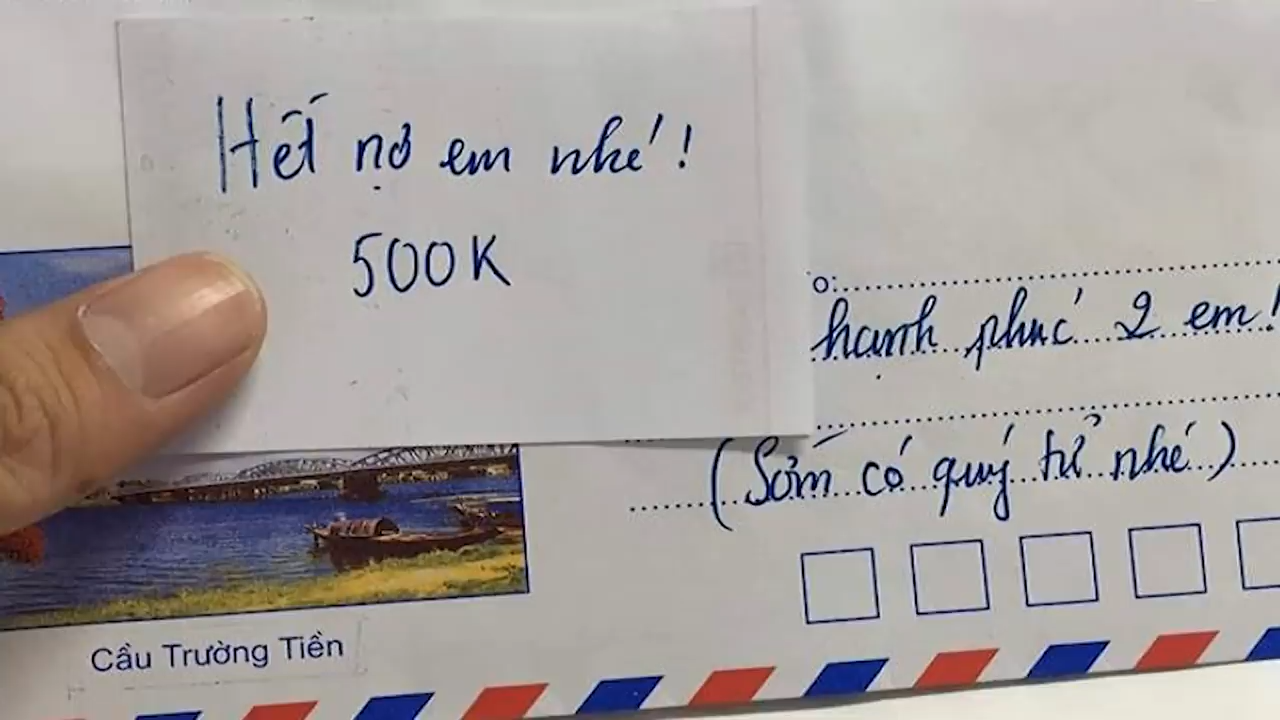 Hết nợ em nhé!
500K
o:
hạnh phúc 2 em!
(Sớm có quý tử nhé)
Cầu Trường Tiền